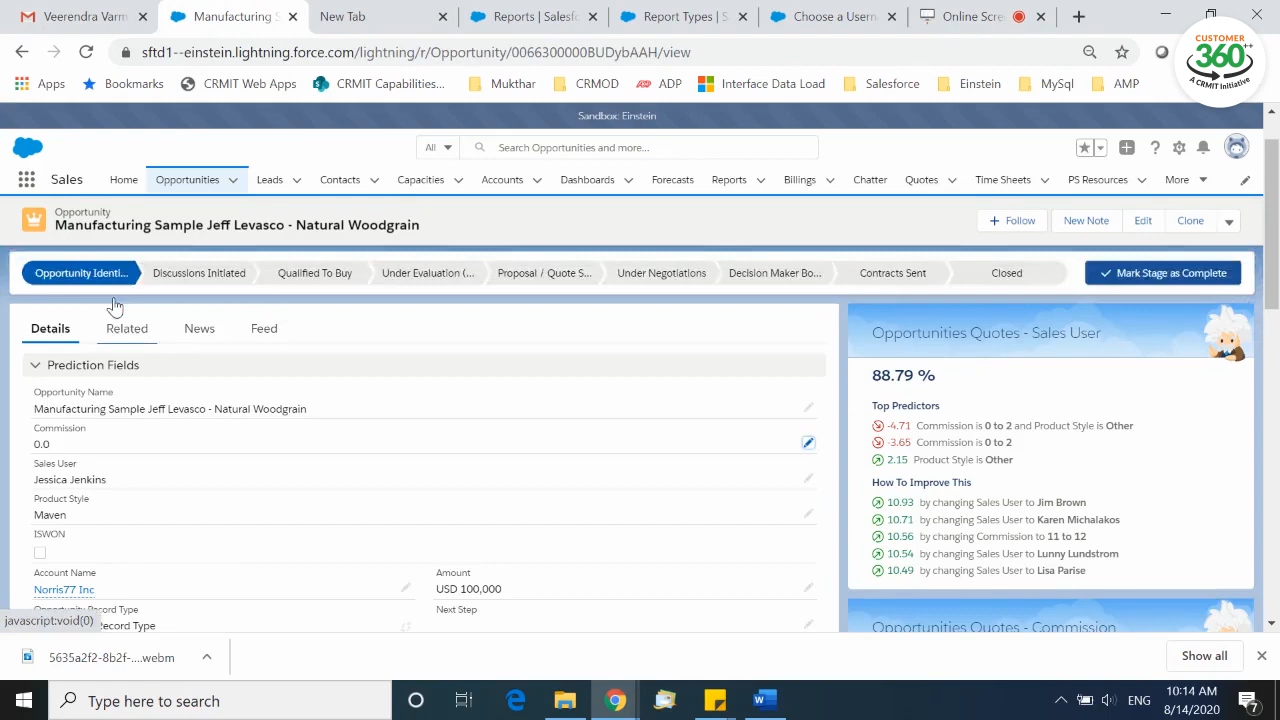 Veerendra Varm
Manufacturing S
New Tab
Reports | Salesf
Report Types | S
Choose a Userna
Online Scre
CUSTOMER
360++
A CRMIT Initiative
sftd1--einstein.lightning.force.com/lightning/r/Opportunity/0066300000BUDybAAH/view
Apps
Bookmarks
CRMIT Web Apps
CRMIT Capabilities...
Mukthar
CRMOD
ADP
Interface Data Load
Salesforce
Einstein
MySql
AMP
Sandbox: Einstein
All
Search Opportunities and more...
Sales
Home
Opportunities
Leads
Contacts
Capacities
Accounts
Dashboards
Forecasts
Reports
Billings
Chatter
Quotes
Time Sheets
PS Resources
More
Opportunity
Manufacturing Sample Jeff Levasco - Natural Woodgrain
Follow
New Note
Edit
Clone
Opportunity Identi...
Discussions Initiated
Qualified To Buy
Under Evaluation (...
Proposal / Quote S...
Under Negotiations
Decision Maker Bo...
Contracts Sent
Closed
Mark Stage as Complete
Details
Related
News
Feed
Prediction Fields
Opportunity Name
Manufacturing Sample Jeff Levasco - Natural Woodgrain
Commission
0.0
Sales User
Jessica Jenkins
Product Style
Maven
ISWON
Account Name
Norris77 Inc
Amount
USD 100,000
Opportunity Record Type
Record Type
Next Step
javascript:void(0)
Opportunities Quotes - Sales User
88.79 %
Top Predictors
-4.71 Commission is 0 to 2 and Product Style is Other
-3.65 Commission is 0 to 2
2.15 Product Style is Other
How To Improve This
10.93 by changing Sales User to Jim Brown
10.71 by changing Sales User to Karen Michalakos
10.56 by changing Commission to 11 to 12
10.54 by changing Sales User to Lunny Lundstrom
10.49 by changing Sales User to Lisa Parise
Opportunities Quotes - Commission
5635a2f2-8b2f-....webm
Show all
Type here to search
ENG
10:14 AM
8/14/2020
7